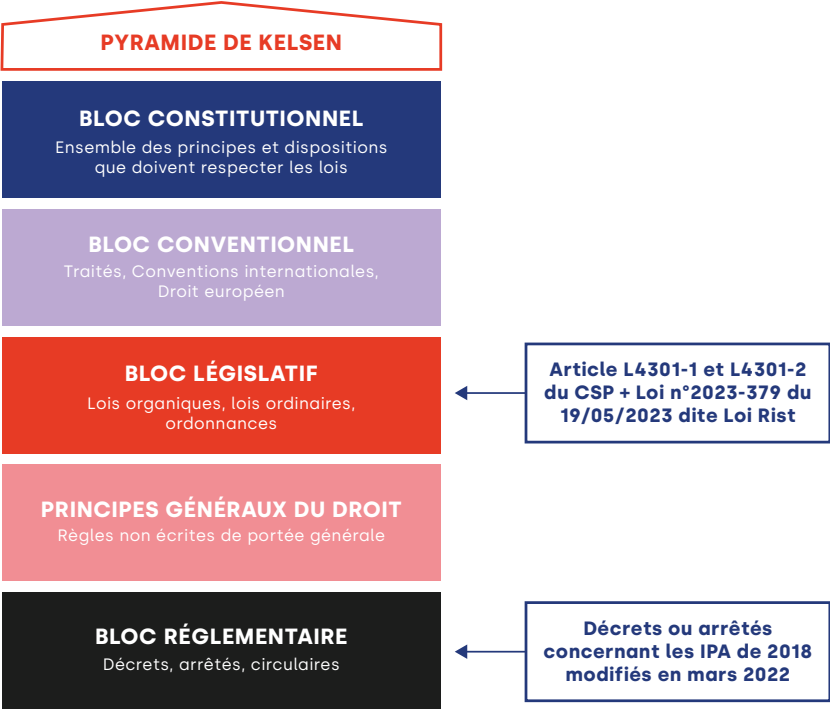 PYRAMIDE DE KELSEN
BLOC CONSTITUTIONNEL
Ensemble des principes et dispositions
que doivent respecter les lois
BLOC CONVENTIONNEL
Traités, Conventions internationales,
Droit européen
BLOC LÉGISLATIF
Lois organiques, lois ordinaires,
ordonnances
Article L4301-1 et L4301-2
du CSP + Loi n°2023-379 du
19/05/2023 dite Loi Rist
PRINCIPES GÉNÉRAUX DU DROIT
Règles non écrites de portée générale
BLOC RÉGLEMENTAIRE
Décrets, arrêtés, circulaires
Décrets ou arrêtés
concernant les IPA de 2018
modifiés en mars 2022